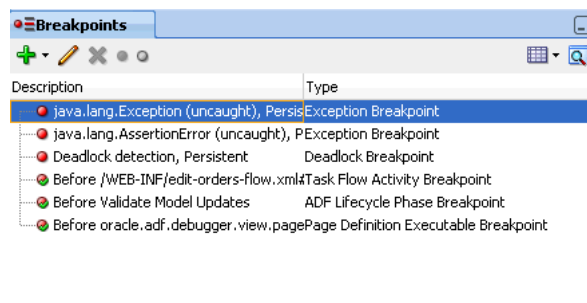 Breakpoints
Description Type
java.lang.Exception (uncaught), Persis Exception Breakpoint
java.lang.AssertionError (uncaught), P Exception Breakpoint
Deadlock detection, Persistent Deadlock Breakpoint
Before /WEB-INF/edit-orders-flow.xml# Task Flow Activity Breakpoint
Before Validate Model Updates ADF Lifecycle Phase Breakpoint
Before oracle.adf.debugger.view.page Page Definition Executable Breakpoint